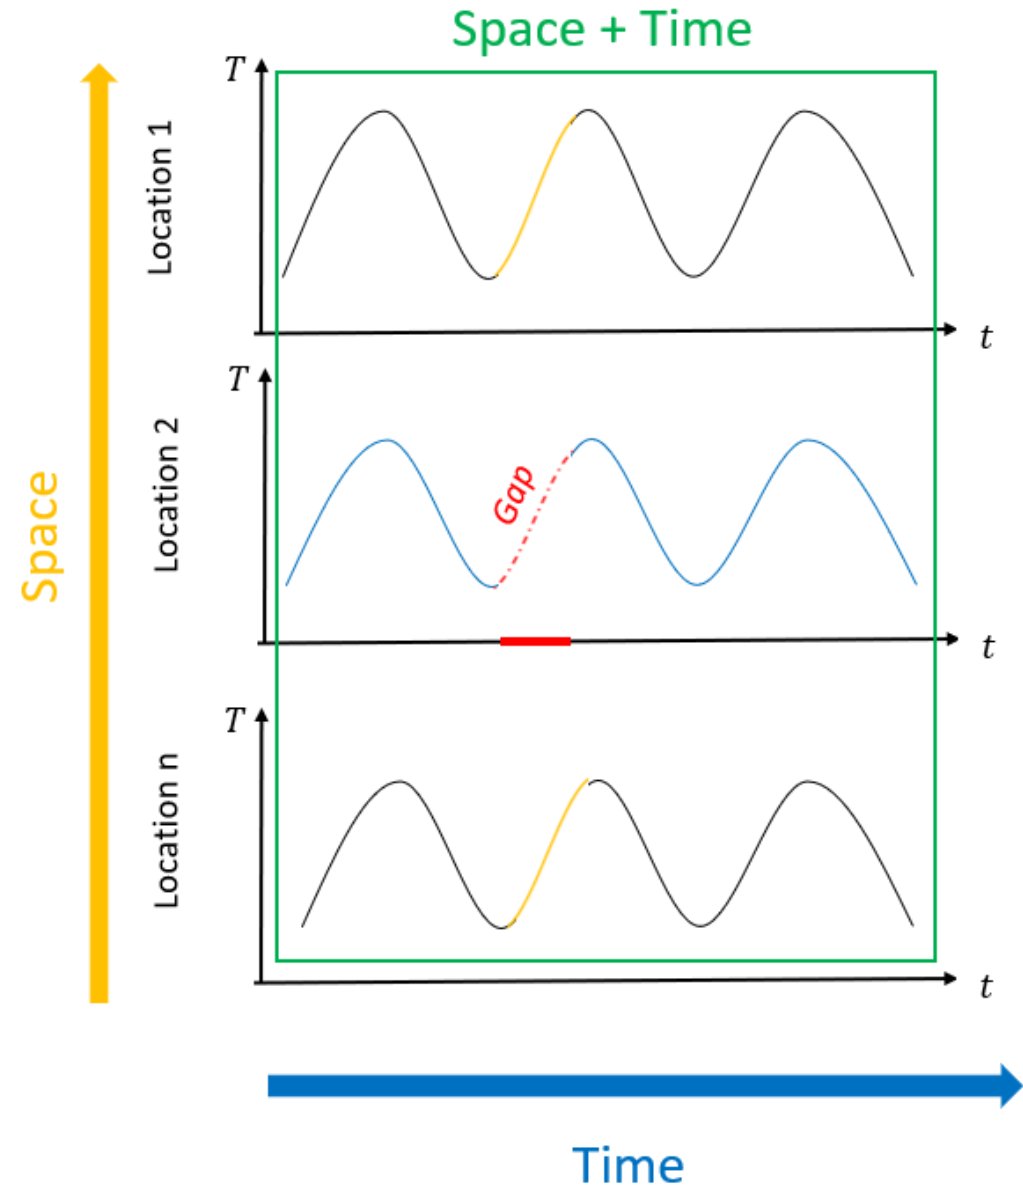 Space + Time
T
Location 1
t
T
Location 2
Gap
t
Space
T
Location n
t
Time